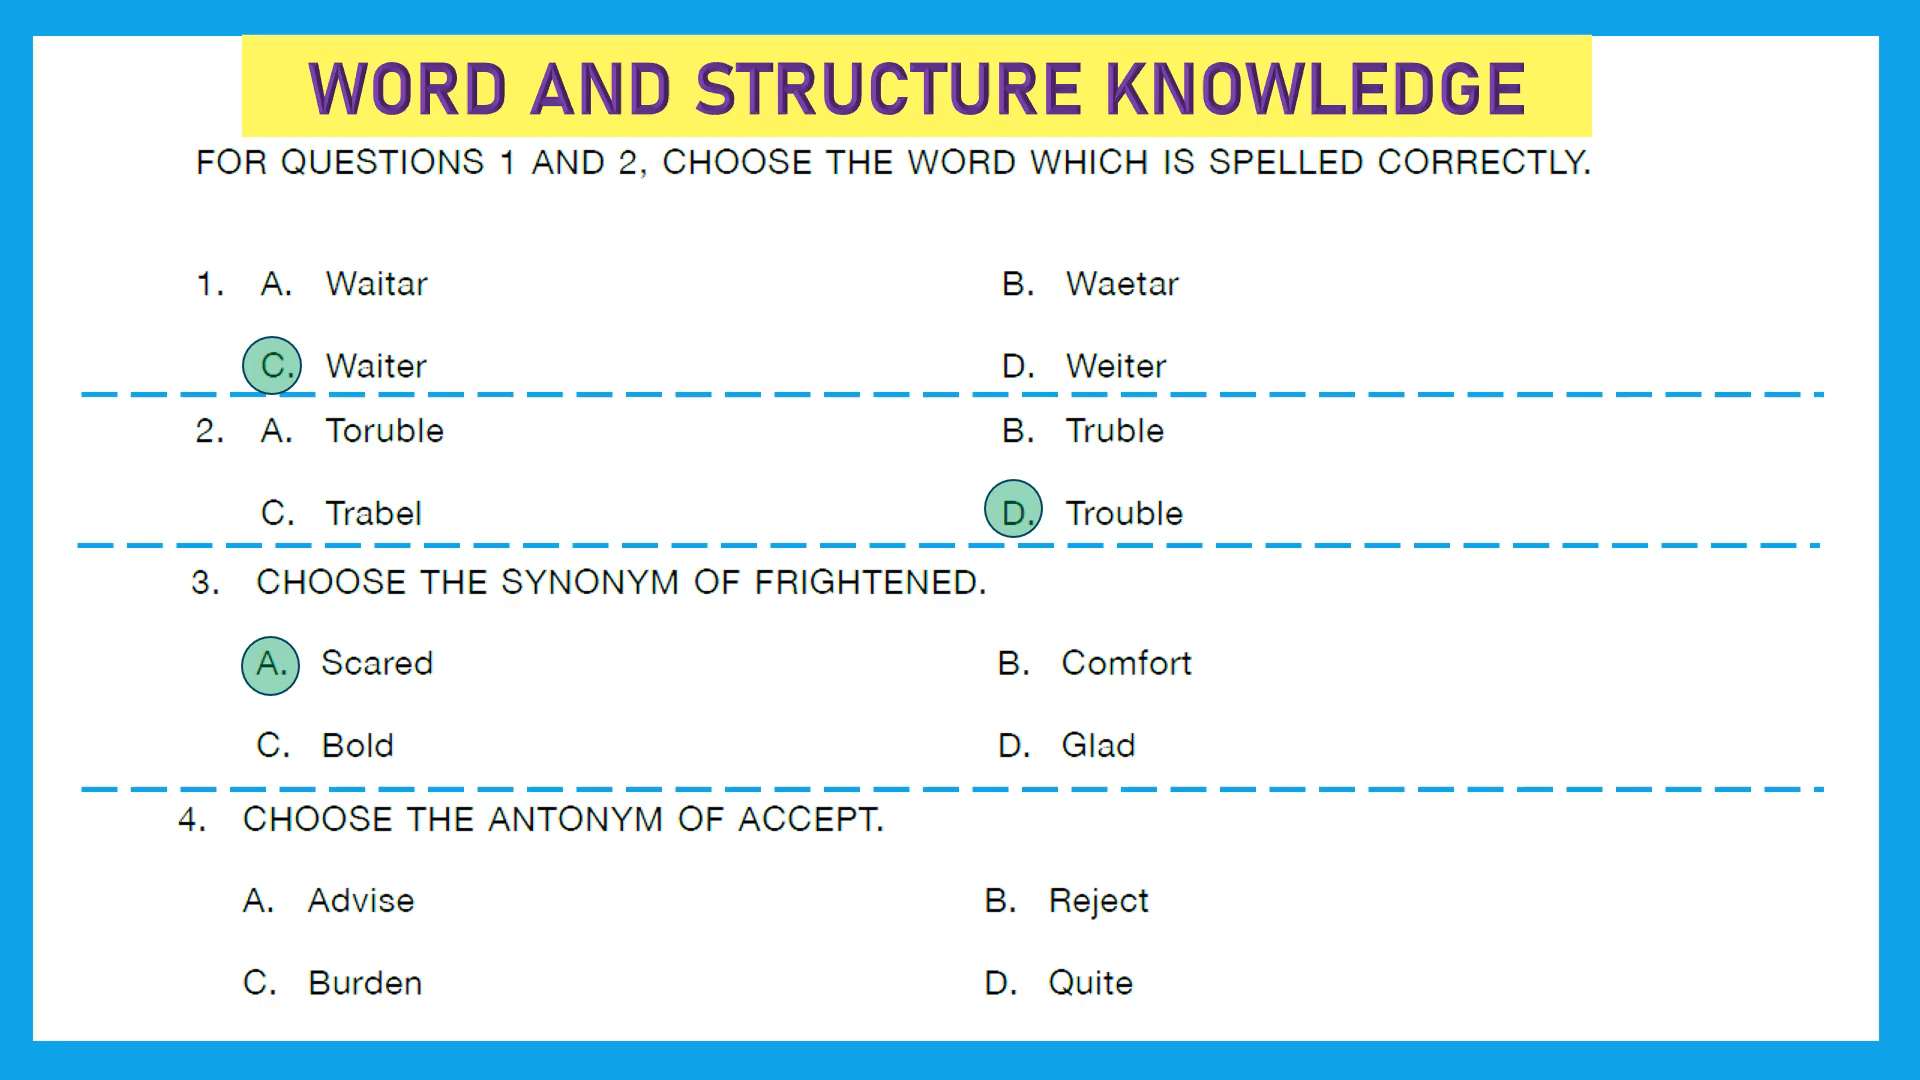 WORD AND STRUCTURE KNOWLEDGE
FOR QUESTIONS 1 AND 2, CHOOSE THE WORD WHICH IS SPELLED CORRECTLY.
1. A. Waitar B. Waetar
C. Waiter D. Weiter
2. A. Toruble B. Truble
C. Trabel D. Trouble
3. CHOOSE THE SYNONYM OF FRIGHTENED.
A. Scared B. Comfort
C. Bold D. Glad
4. CHOOSE THE ANTONYM OF ACCEPT.
A. Advise B. Reject
C. Burden D. Quite